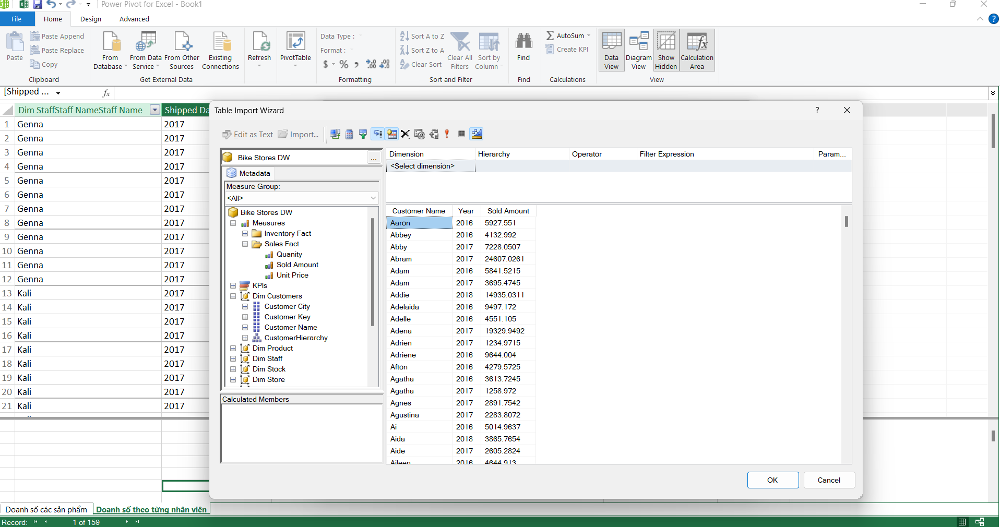 Power Pivot for Excel - Book1
File Home Design Advanced
Paste
Paste Append
Paste Replace
Copy
Clipboard
From Database
From Data Service
From Other Sources
Existing Connections
Get External Data
Refresh
PivotTable
Data Type :
Format :
$ % ,
Formatting
Sort A to Z
Sort Z to A
Clear Sort
Clear All Filters
Sort by Column
Sort and Filter
Find
Find
AutoSum
Create KPI
Calculations
Data View
Diagram View
Show Hidden
Calculation Area
View
[Shipped ... fx
Dim StaffStaff NameStaff Name Shipped Da
1 Genna 2017
2 Genna 2017
3 Genna 2017
4 Genna 2017
5 Genna 2017
6 Genna 2017
7 Genna 2017
8 Genna 2017
9 Genna 2017
10 Genna 2017
11 Genna 2017
12 Genna 2017
13 Kali 2017
14 Kali 2017
15 Kali 2017
16 Kali 2017
17 Kali 2017
18 Kali 2017
19 Kali 2017
20 Kali 2017
21 Kali 2017
Table Import Wizard ?
Edit as Text Import...
Bike Stores DW ...
Metadata
Measure Group:
<All>
Bike Stores DW
Measures
Inventory Fact
Sales Fact
Quanity
Sold Amount
Unit Price
KPIs
Dim Customers
Customer City
Customer Key
Customer Name
CustomerHierarchy
Dim Product
Dim Staff
Dim Stock
Dim Store
Calculated Members
Dimension Hierarchy Operator Filter Expression Param...
<Select dimension>
Customer Name Year Sold Amount
Aaron 2016 5927.551
Abbey 2016 4132.992
Abby 2017 7228.0507
Abram 2017 24607.0261
Adam 2016 5841.5215
Adam 2017 3695.4745
Addie 2018 14935.0311
Adelaida 2016 9497.172
Adelle 2016 4551.105
Adena 2017 19329.9492
Adrien 2017 1234.9715
Adriene 2016 9644.004
Afton 2016 4279.5725
Agatha 2016 3613.7245
Agatha 2017 1258.972
Agnes 2017 2891.7542
Agustina 2017 2283.8072
Ai 2016 5014.9637
Aida 2018 3865.7654
Aide 2017 2605.2824
Aileen 2016 4644.913
OK Cancel
Doanh số các sản phẩm Doanh số theo từng nhân viên
Record: 1 of 159